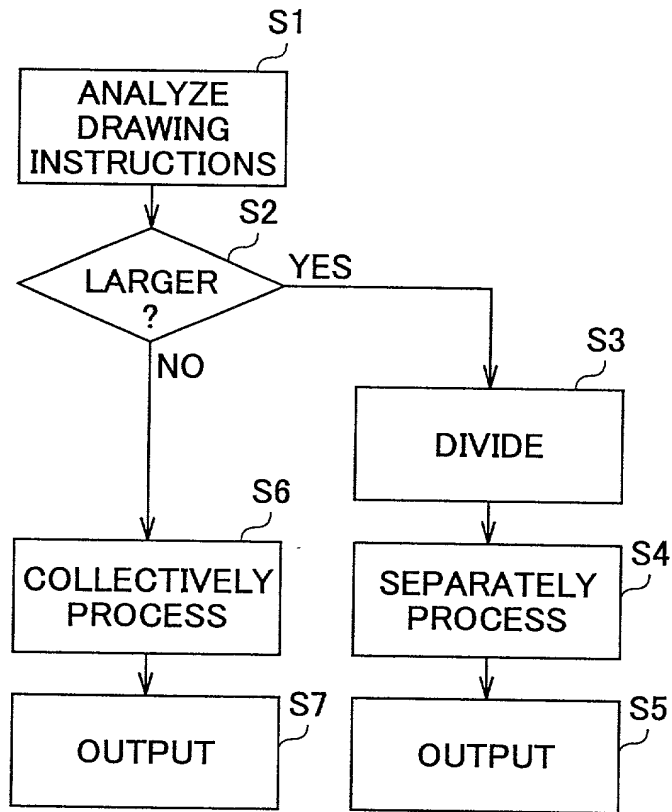 S1
ANALYZE
DRAWING
INSTRUCTIONS
S2
LARGER
?
YES
NO
S3
DIVIDE
S6
COLLECTIVELY
PROCESS
S4
SEPARATELY
PROCESS
S7
OUTPUT
S5
OUTPUT